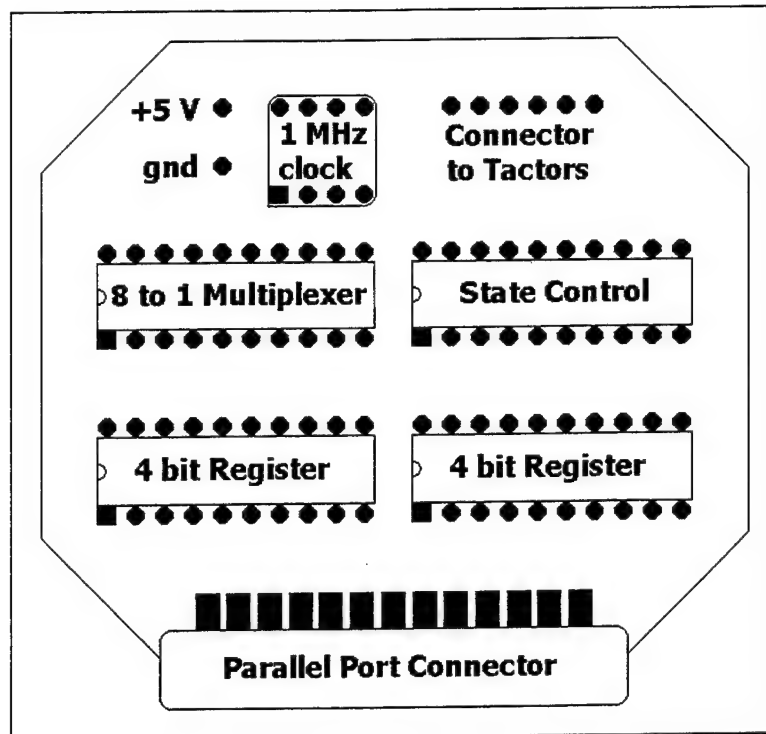 +5 V
gnd
1 MHz
clock
Connector
to Tactors
8 to 1 Multiplexer
State Control
4 bit Register
4 bit Register
Parallel Port Connector